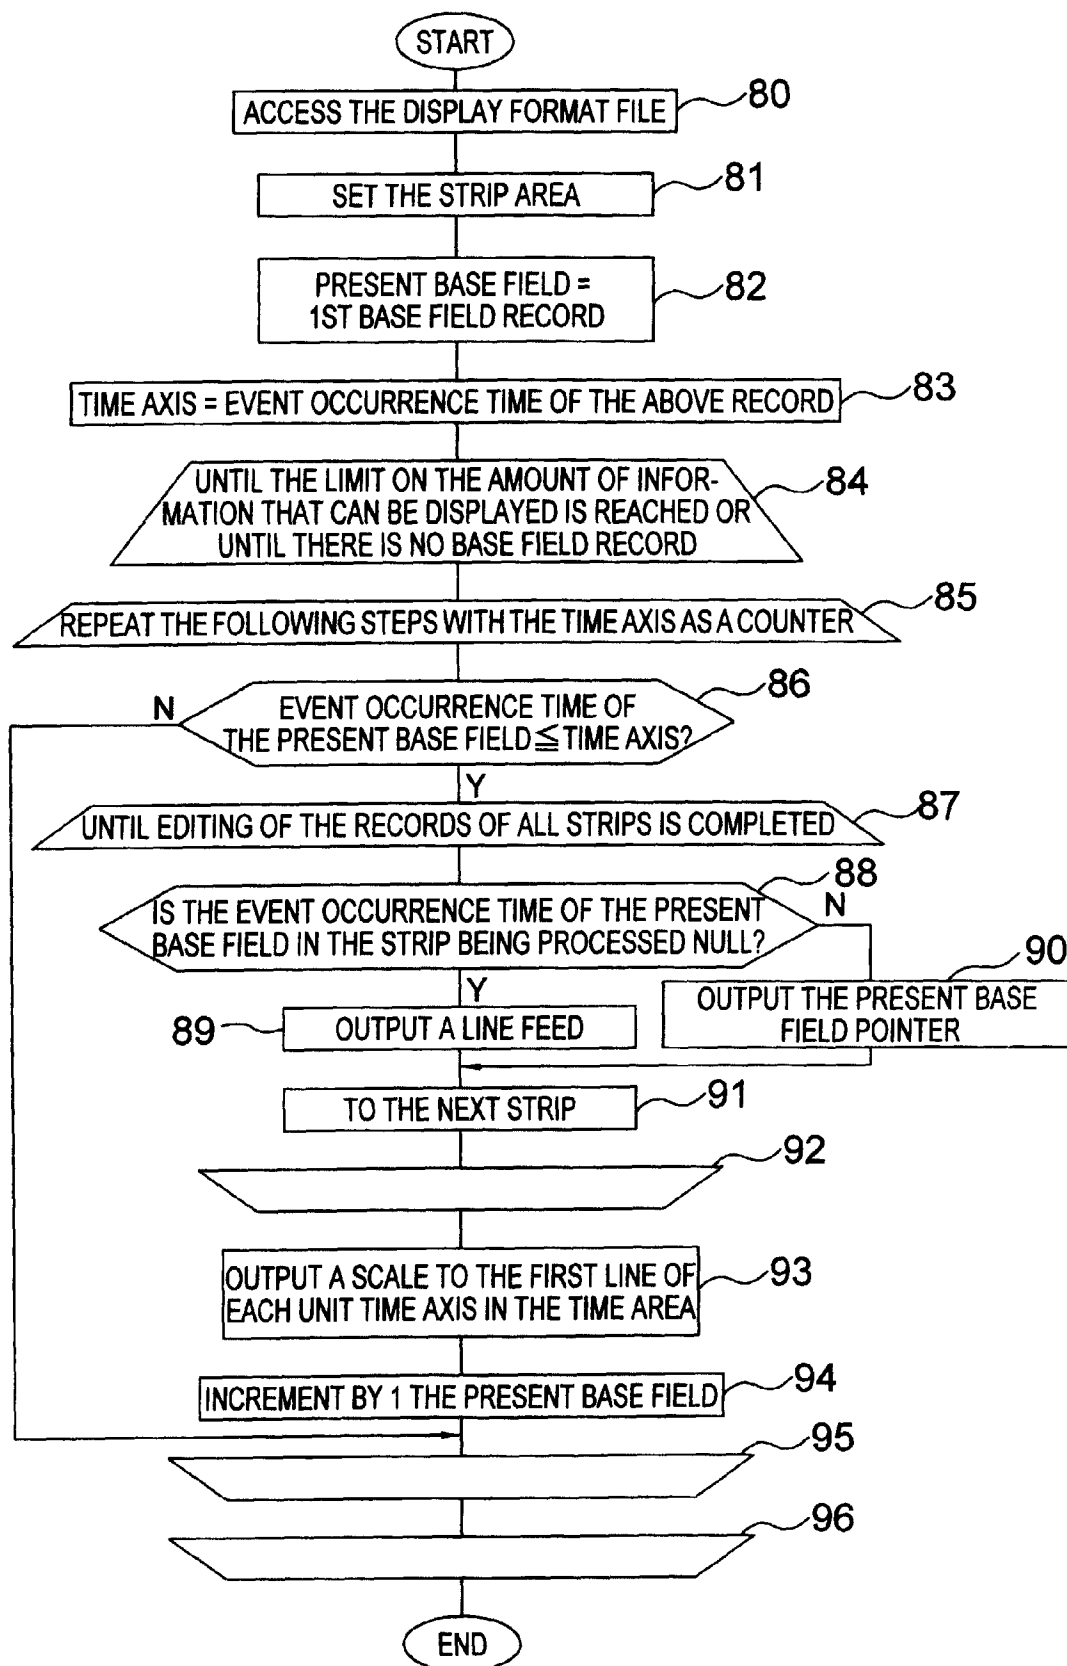 START
ACCESS THE DISPLAY FORMAT FILE
80
SET THE STRIP AREA
81
PRESENT BASE FIELD =
1ST BASE FIELD RECORD
82
TIME AXIS = EVENT OCCURRENCE TIME OF THE ABOVE RECORD
83
UNTIL THE LIMIT ON THE AMOUNT OF INFOR-
MATION THAT CAN BE DISPLAYED IS REACHED OR
UNTIL THERE IS NO BASE FIELD RECORD
84
REPEAT THE FOLLOWING STEPS WITH THE TIME AXIS AS A COUNTER
85
N
EVENT OCCURRENCE TIME OF
THE PRESENT BASE FIELD≦TIME AXIS?
86
Y
UNTIL EDITING OF THE RECORDS OF ALL STRIPS IS COMPLETED
87
IS THE EVENT OCCURRENCE TIME OF THE PRESENT
BASE FIELD IN THE STRIP BEING PROCESSED NULL?
88
N
Y
89
OUTPUT A LINE FEED
90
OUTPUT THE PRESENT BASE
FIELD POINTER
TO THE NEXT STRIP
91
92
OUTPUT A SCALE TO THE FIRST LINE OF
EACH UNIT TIME AXIS IN THE TIME AREA
93
INCREMENT BY 1 THE PRESENT BASE FIELD
94
95
96
END